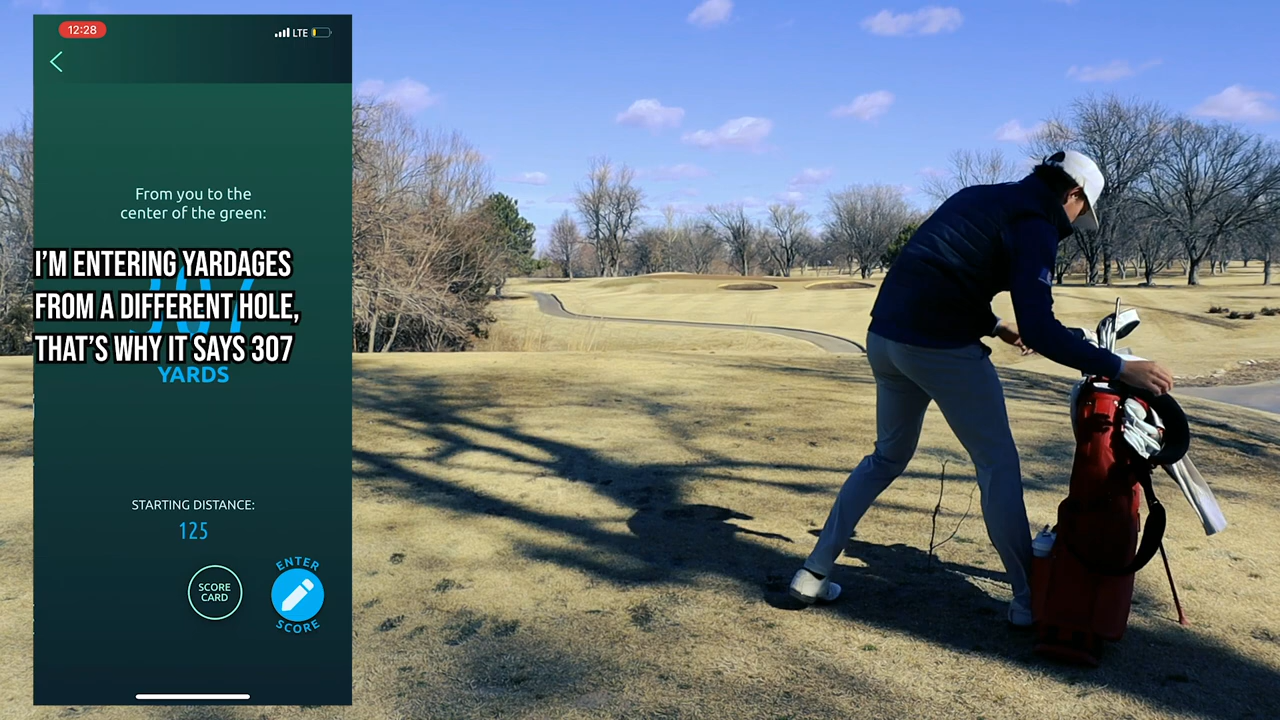 12:28
LTE
From you to the
center of the green:
I'M ENTERING YARDAGES
FROM A DIFFERENT HOLE,
THAT'S WHY IT SAYS 307
307
YARDS
STARTING DISTANCE:
125
SCORE
CARD
ENTER
SCORE